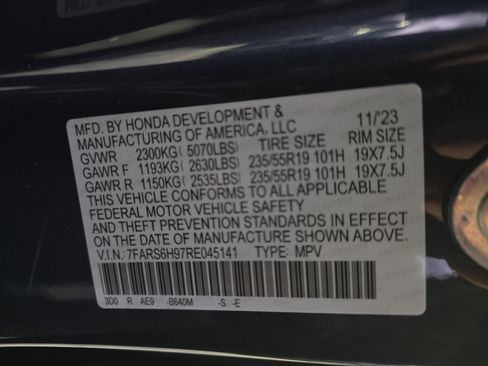 MFD. BY HONDA DEVELOPMENT & 11/23
MANUFACTURING OF AMERICA, LLC
GVWR 2300KG( 5070LBS) TIRE SIZE RIM SIZE
GAWR F 1193KG( 2630LBS) 235/55R19 101H 19X7.5J
GAWR R 1150KG( 2535LBS) 235/55R19 101H 19X7.5J
THIS VEHICLE CONFORMS TO ALL APPLICABLE
FEDERAL MOTOR VEHICLE SAFETY
AND THEFT PREVENTION STANDARDS IN EFFECT
ON THE DATE OF MANUFACTURE SHOWN ABOVE.
V.I.N.: 7FARS6H97RE045141 TYPE: MPV
3D0 R AE9 -B640M -S -E